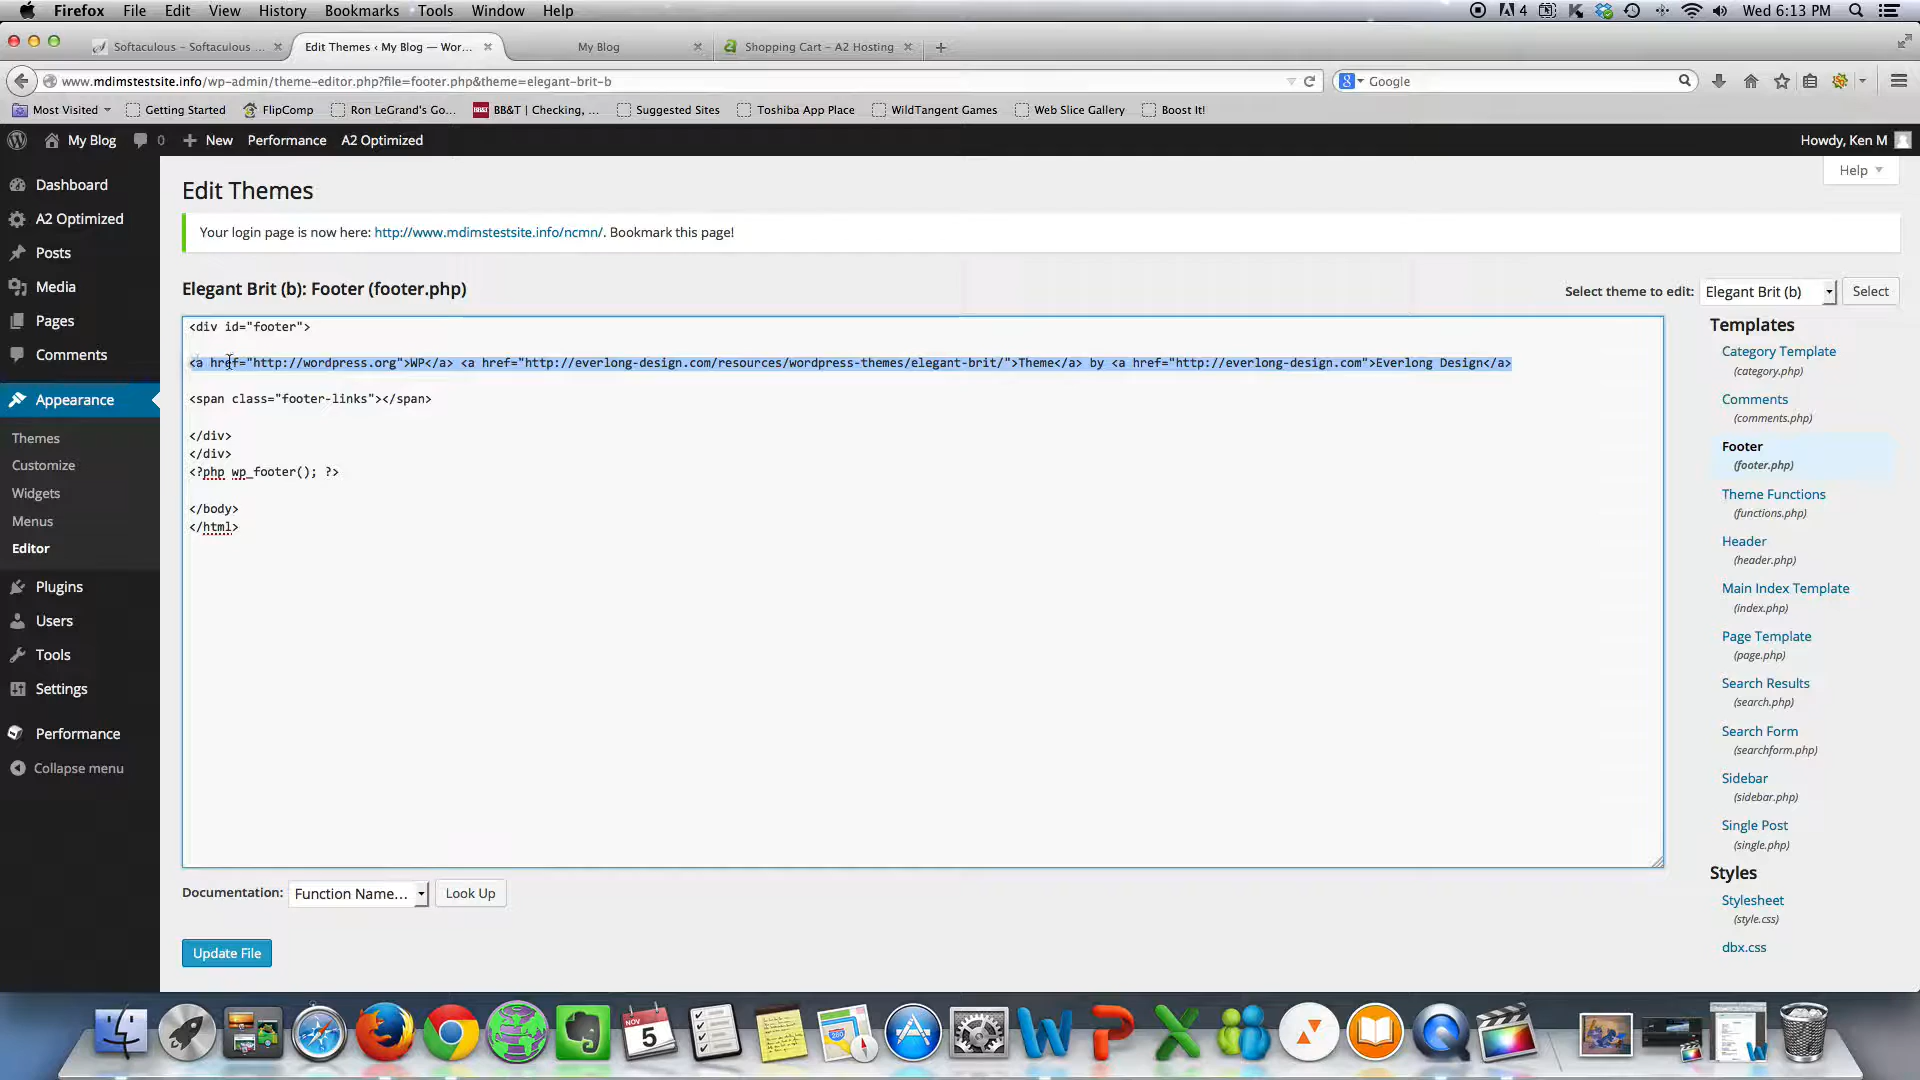 Firefox File Edit View History Bookmarks Tools Window Help 4 Wed 6:13 PM
Softaculous – Softaculous ... Edit Themes ‹ My Blog — Wor... My Blog Shopping Cart – A2 Hosting
www.mdimstestsite.info/wp-admin/theme-editor.php?file=footer.php&theme=elegant-brit-b Google
Most Visited Getting Started FlipComp Ron LeGrand's Go... BB&T | Checking, ... Suggested Sites Toshiba App Place WildTangent Games Web Slice Gallery Boost It!
My Blog 0 New Performance A2 Optimized Howdy, Ken M
Help
Dashboard
A2 Optimized
Posts
Media
Pages
Comments
Appearance
Themes
Customize
Widgets
Menus
Editor
Plugins
Users
Tools
Settings
Performance
Collapse menu
Edit Themes
Your login page is now here: http://www.mdimstestsite.info/ncmn/. Bookmark this page!
Elegant Brit (b): Footer (footer.php)
Select theme to edit: Elegant Brit (b) Select
<div id="footer">
<a href="http://wordpress.org">WP</a> <a href="http://everlong-design.com/resources/wordpress-themes/elegant-brit/">Theme</a> by <a href="http://everlong-design.com">Everlong Design</a>
<span class="footer-links"></span>
</div>
</div>
<?php wp_footer(); ?>
</body>
</html>
Documentation: Function Name... Look Up
Update File
Templates
Category Template
(category.php)
Comments
(comments.php)
Footer
(footer.php)
Theme Functions
(functions.php)
Header
(header.php)
Main Index Template
(index.php)
Page Template
(page.php)
Search Results
(search.php)
Search Form
(searchform.php)
Sidebar
(sidebar.php)
Single Post
(single.php)
Styles
Stylesheet
(style.css)
dbx.css
NOV
5